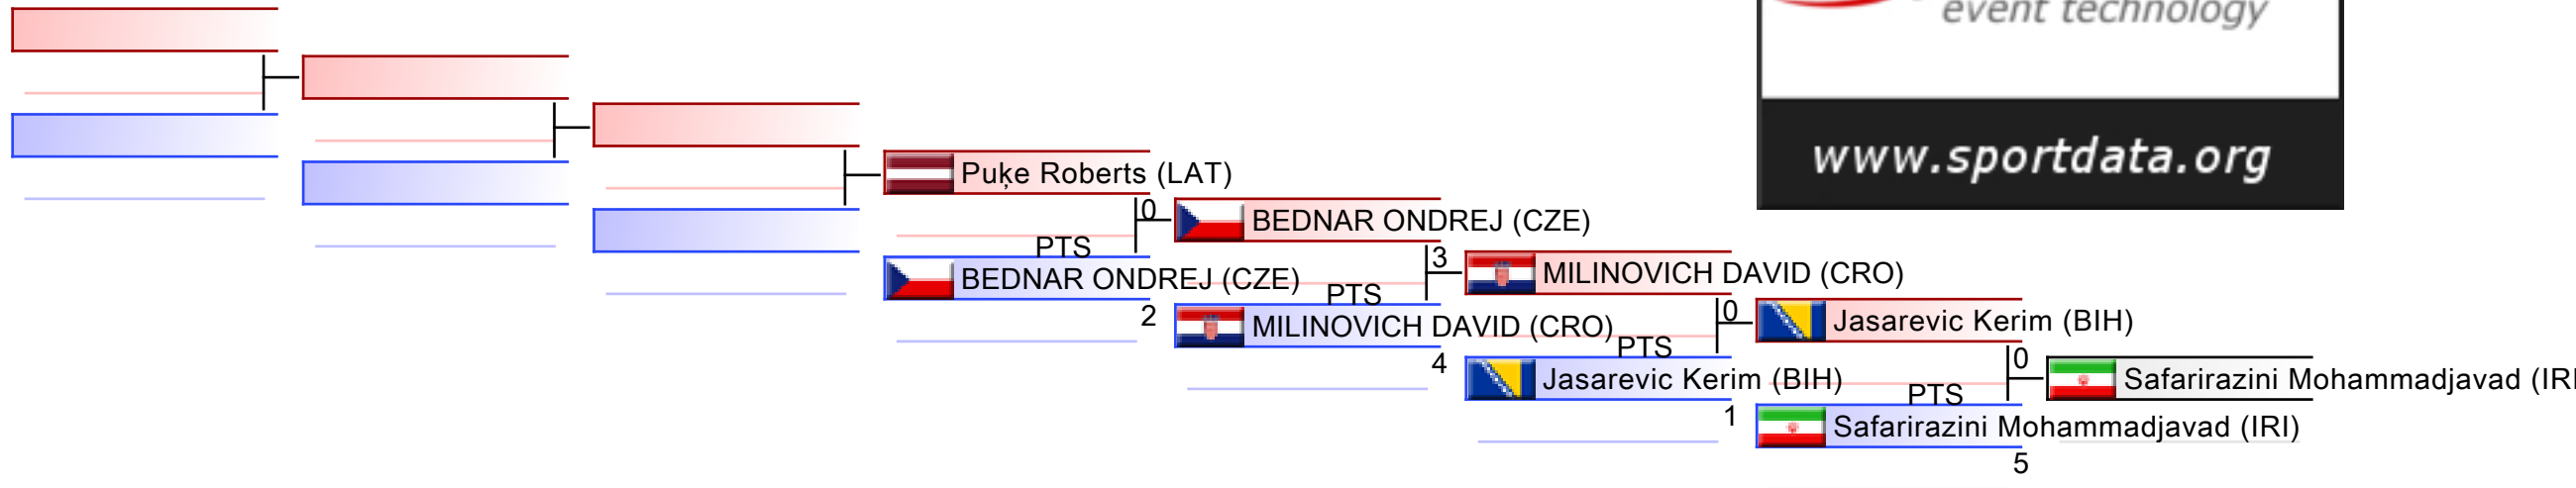 event technology
www.sportdata.org
Puķe Roberts (LAT)
0
BEDNAR ONDREJ (CZE)
PTS
BEDNAR ONDREJ (CZE)
2
3
MILINOVICH DAVID (CRO)
PTS
MILINOVICH DAVID (CRO)
4
0
Jasarevic Kerim (BIH)
PTS
Jasarevic Kerim (BIH)
1
0
Safarirazini Mohammadjavad (IRI
PTS
Safarirazini Mohammadjavad (IRI)
5